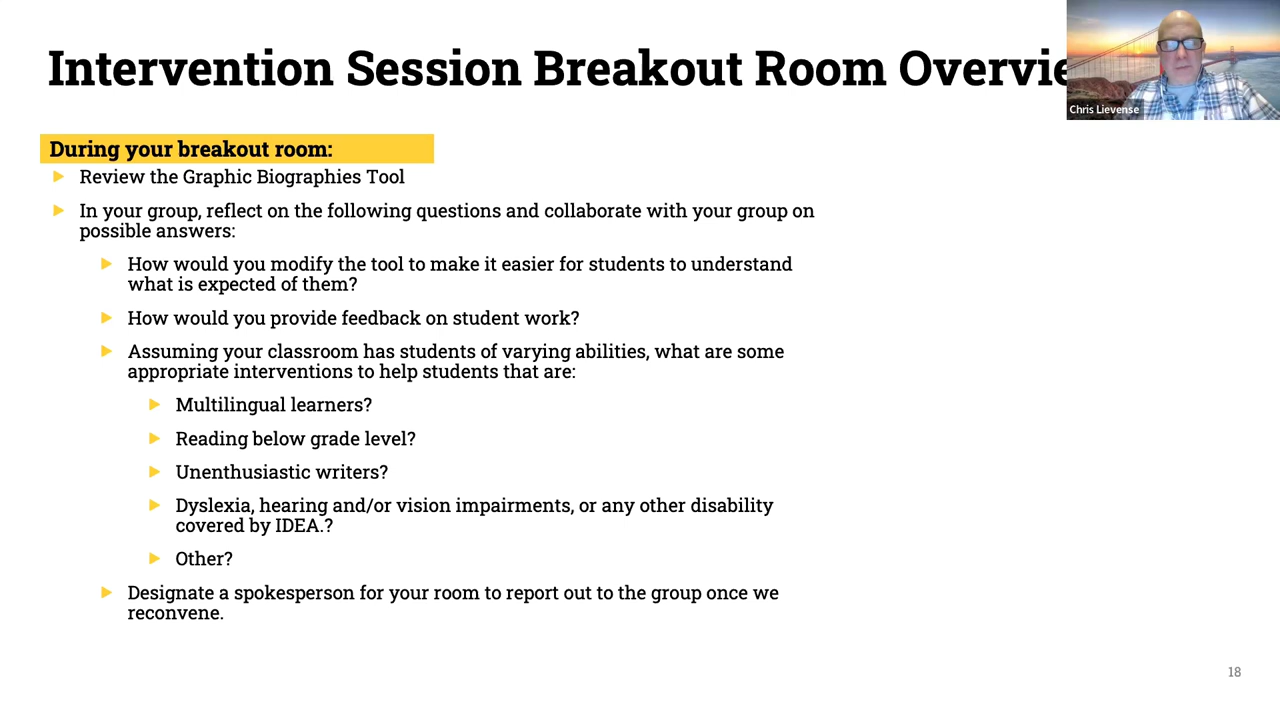 Intervention Session Breakout Room Overvie
Chris Lievense
During your breakout room:
Review the Graphic Biographies Tool
In your group, reflect on the following questions and collaborate with your group on
possible answers:
How would you modify the tool to make it easier for students to understand
what is expected of them?
How would you provide feedback on student work?
Assuming your classroom has students of varying abilities, what are some
appropriate interventions to help students that are:
Multilingual learners?
Reading below grade level?
Unenthusiastic writers?
Dyslexia, hearing and/or vision impairments, or any other disability
covered by IDEA.?
Other?
Designate a spokesperson for your room to report out to the group once we
reconvene.
18